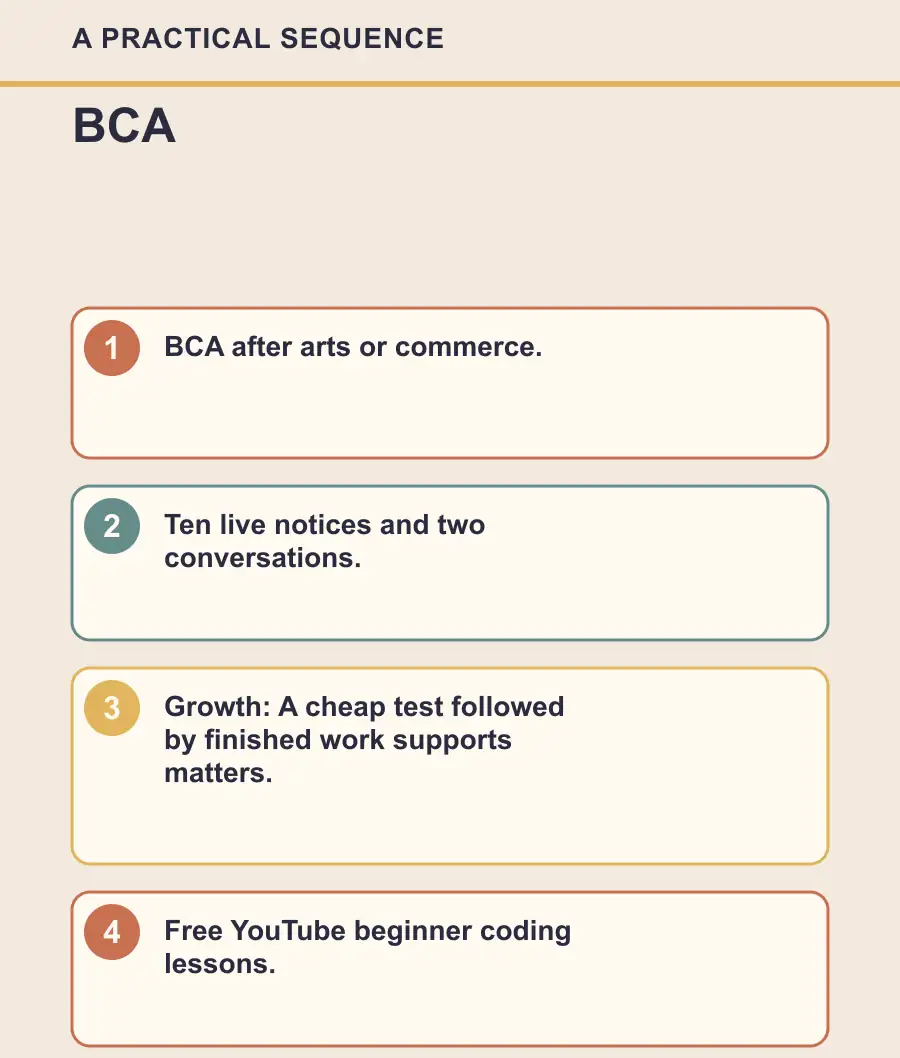 A PRACTICAL SEQUENCE
BCA
1
BCA after arts or commerce.
2
Ten live notices and two
conversations.
3
Growth: A cheap test followed
by finished work supports
matters.
4
Free YouTube beginner coding
lessons.